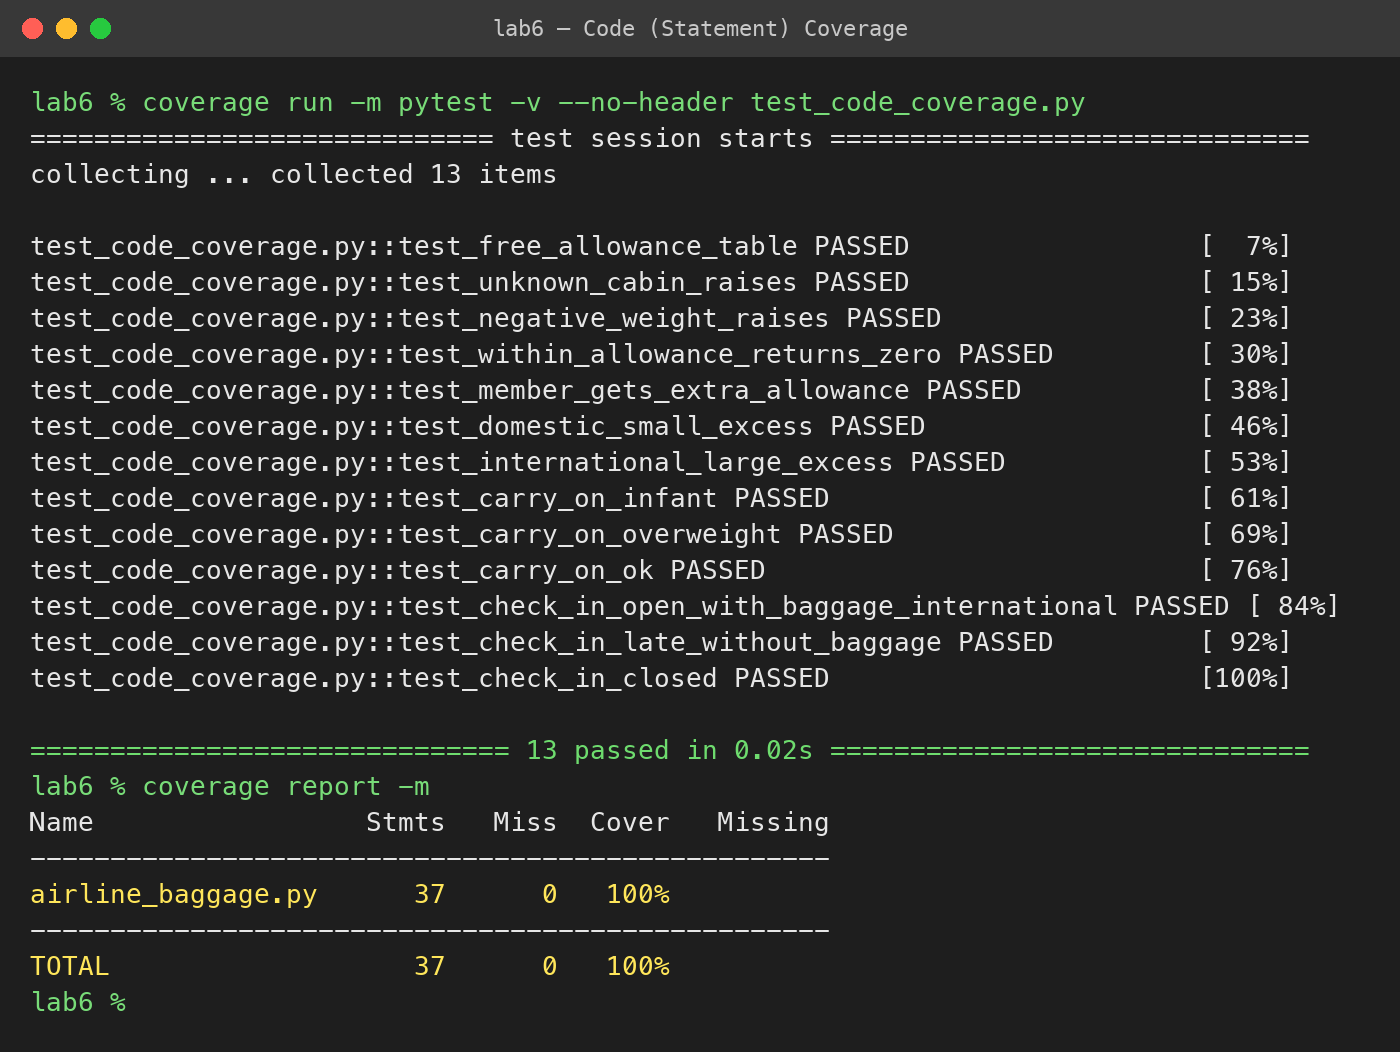 lab6 — Code (Statement) Coverage
lab6 % coverage run -m pytest -v --no-header test_code_coverage.py
============================= test session starts ==============================
collecting ... collected 13 items
test_code_coverage.py::test_free_allowance_table PASSED                  [  7%]
test_code_coverage.py::test_unknown_cabin_raises PASSED                  [ 15%]
test_code_coverage.py::test_negative_weight_raises PASSED                [ 23%]
test_code_coverage.py::test_within_allowance_returns_zero PASSED         [ 30%]
test_code_coverage.py::test_member_gets_extra_allowance PASSED           [ 38%]
test_code_coverage.py::test_domestic_small_excess PASSED                 [ 46%]
test_code_coverage.py::test_international_large_excess PASSED            [ 53%]
test_code_coverage.py::test_carry_on_infant PASSED                       [ 61%]
test_code_coverage.py::test_carry_on_overweight PASSED                   [ 69%]
test_code_coverage.py::test_carry_on_ok PASSED                           [ 76%]
test_code_coverage.py::test_check_in_open_with_baggage_international PASSED [ 84%]
test_code_coverage.py::test_check_in_late_without_baggage PASSED         [ 92%]
test_code_coverage.py::test_check_in_closed PASSED                       [100%]
============================== 13 passed in 0.02s ==============================
lab6 % coverage report -m
Name                 Stmts   Miss  Cover   Missing
--------------------------------------------------
airline_baggage.py      37      0   100%
--------------------------------------------------
TOTAL                   37      0   100%
lab6 %